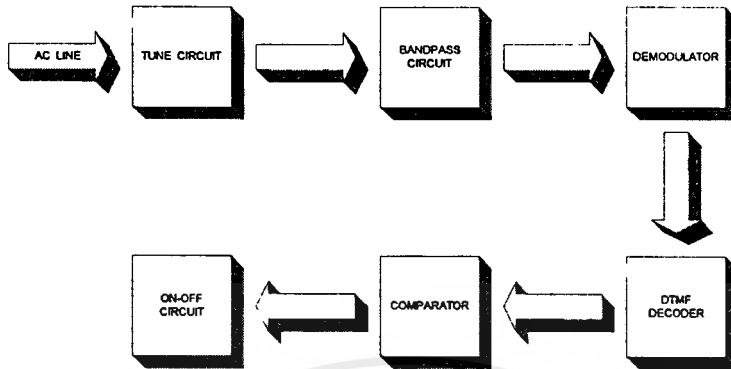 AC LINE
TUNE CIRCUIT
BANDPASS
CIRCUIT
DEMODULATOR
DTMF
DECODER
COMPARATOR
ON-OFF
CIRCUIT